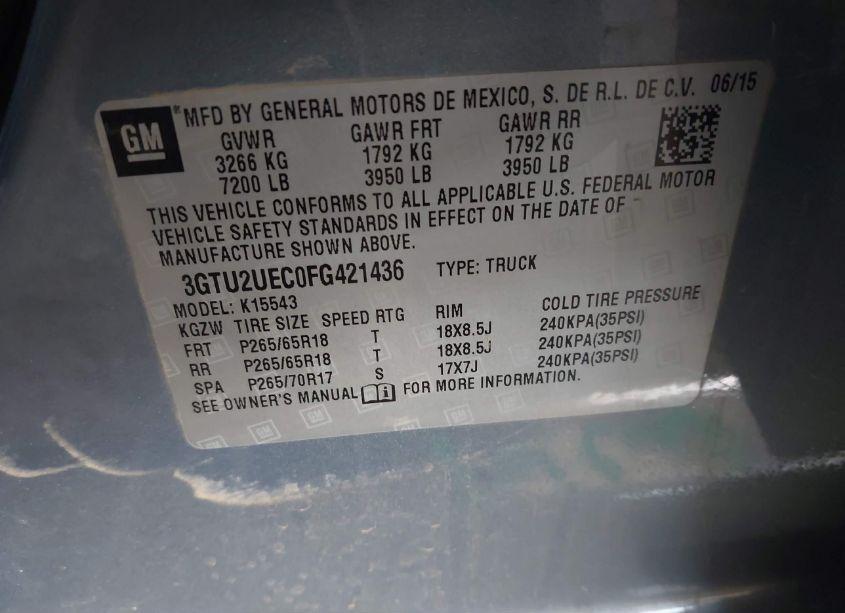 GM
®MFD BY GENERAL MOTORS DE MEXICO, S. DE R.L. DE C.V. 06/15
GVWR GAWR FRT GAWR RR
3266 KG 1792 KG 1792 KG
7200 LB 3950 LB 3950 LB
THIS VEHICLE CONFORMS TO ALL APPLICABLE U.S. FEDERAL MOTOR
VEHICLE SAFETY STANDARDS IN EFFECT ON THE DATE OF
MANUFACTURE SHOWN ABOVE.
3GTU2UEC0FG421436 TYPE: TRUCK
MODEL: K15543
KGZW TIRE SIZE SPEED RTG RIM COLD TIRE PRESSURE
FRT P265/65R18 T 18X8.5J 240KPA(35PSI)
RR P265/65R18 T 18X8.5J 240KPA(35PSI)
SPA P265/70R17 S 17X7J 240KPA(35PSI)
SEE OWNER'S MANUAL i FOR MORE INFORMATION.